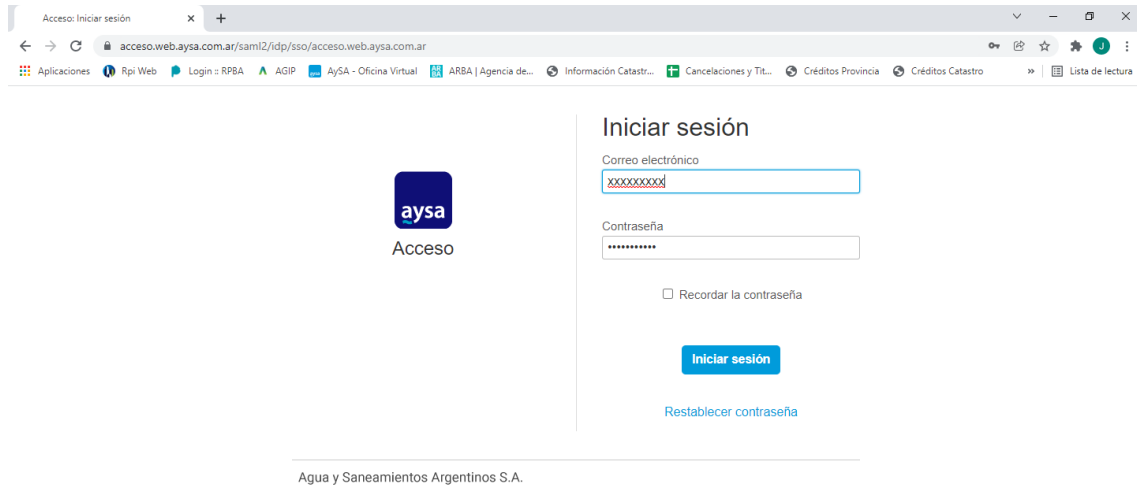 Acceso: Iniciar sesión
acceso.web.aysa.com.ar/saml2/idp/sso/acceso.web.aysa.com.ar
J
Aplicaciones Rpi Web Login :: RPBA AGIP AySA - Oficina Virtual ARBA | Agencia de... Información Catastr... Cancelaciones y Tit... Créditos Provincia Créditos Catastro » Lista de lectura
Iniciar sesión
Correo electrónico
xxxxxxxxx
aysa
Acceso
Contraseña
•••••••••••
Recordar la contraseña
Iniciar sesión
Restablecer contraseña
Agua y Saneamientos Argentinos S.A.